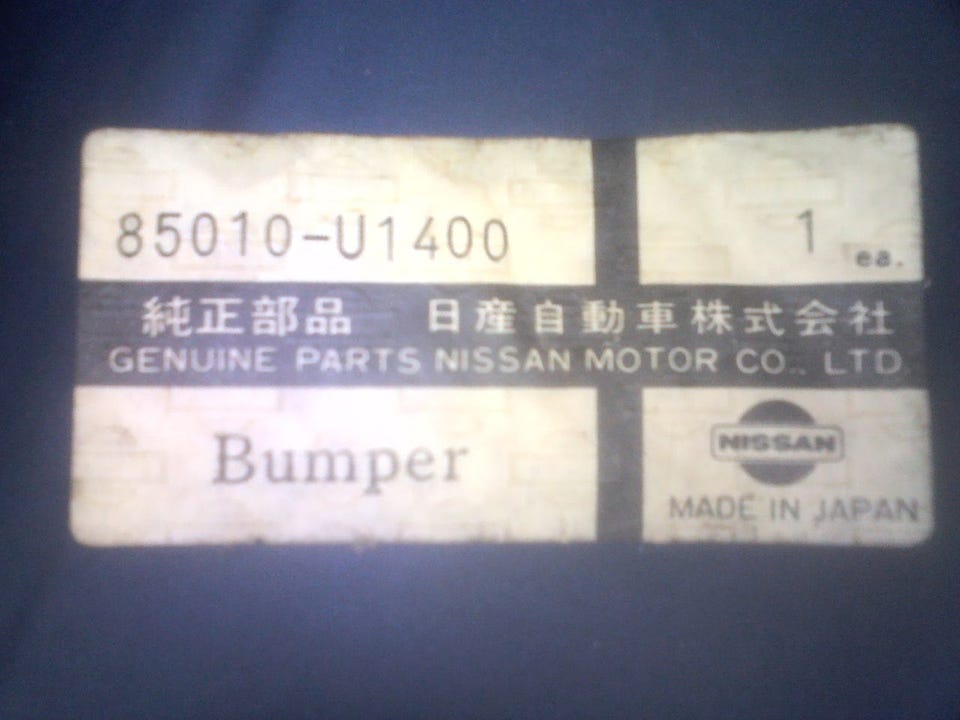 85010-U1400
1 ea.
純正部品 日産自動車株式会社
GENUINE PARTS NISSAN MOTOR CO., LTD.
Bumper
NISSAN
MADE IN JAPAN